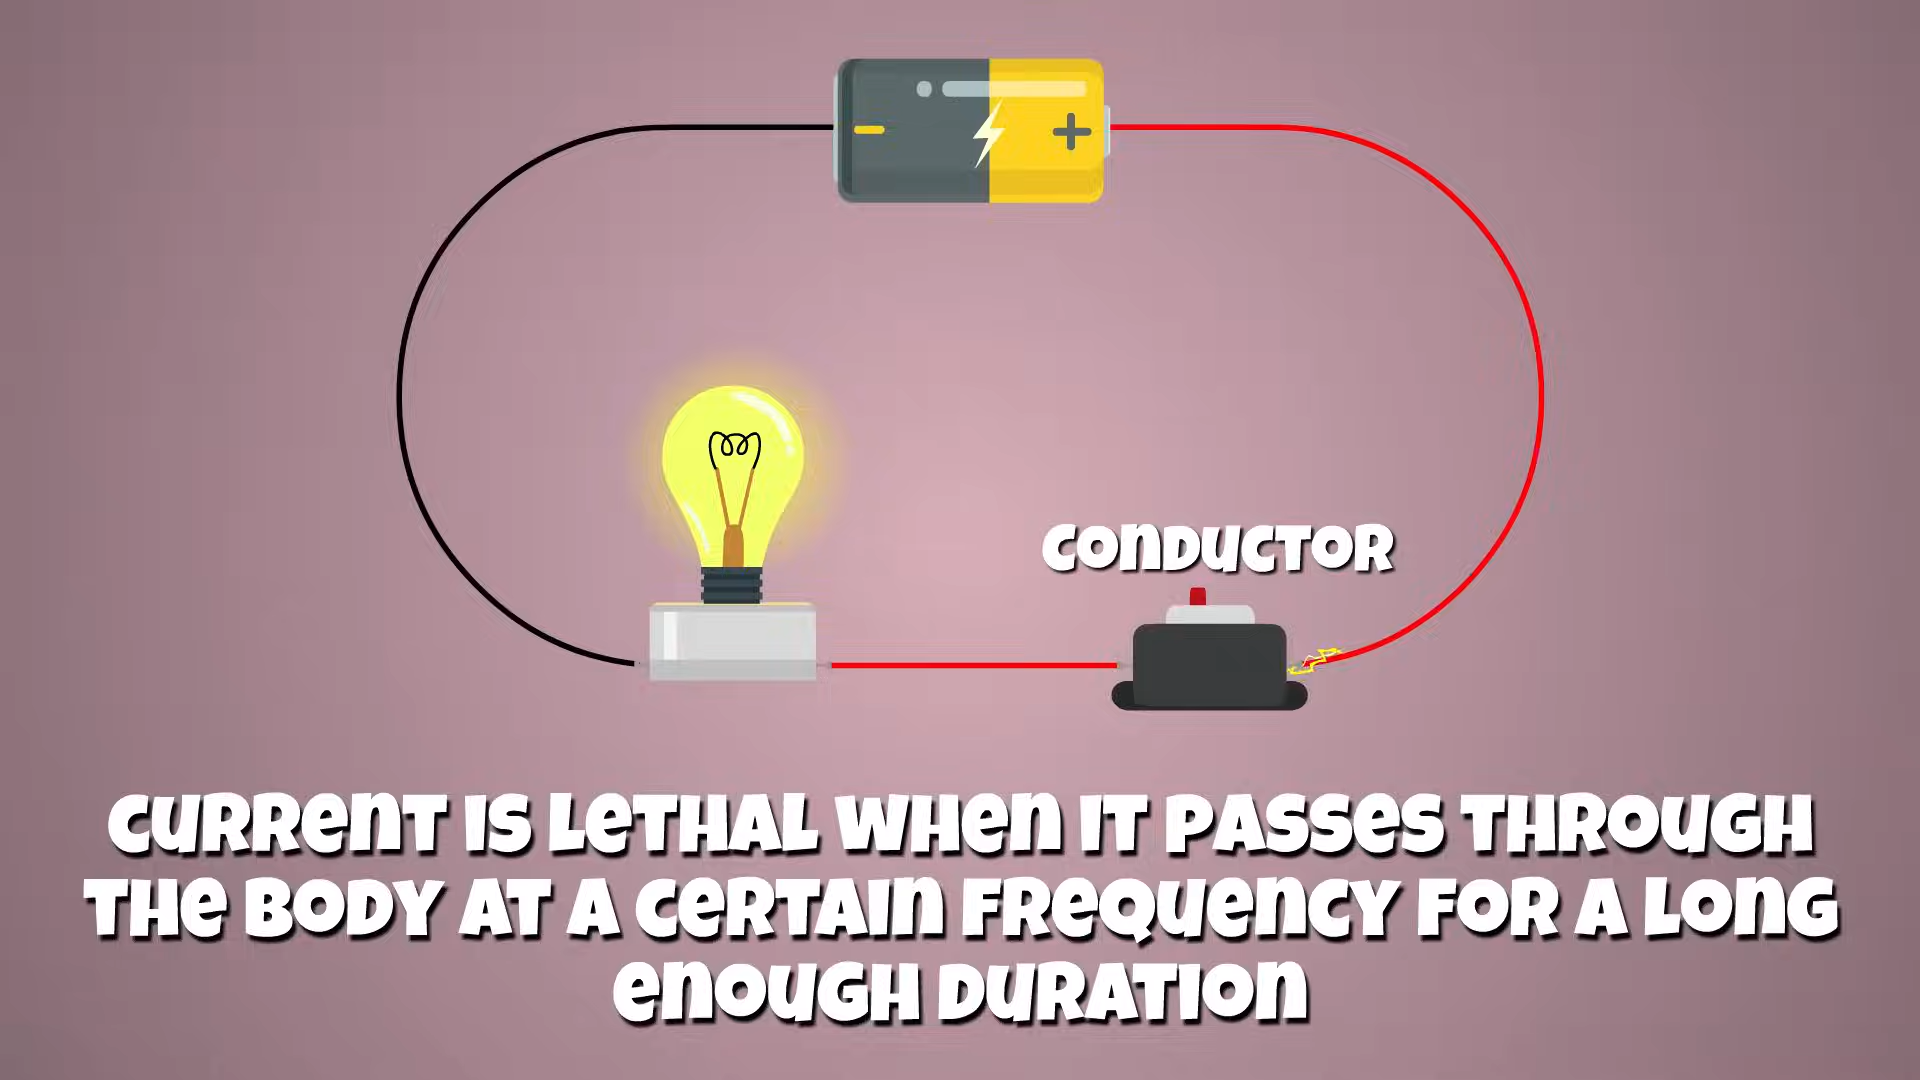 CONDUCTOR
CURRENT IS LETHAL WHEN IT PASSES THROUGH
THE BODY AT A CERTAIN FREQUENCY FOR A LONG
ENOUGH DURATION